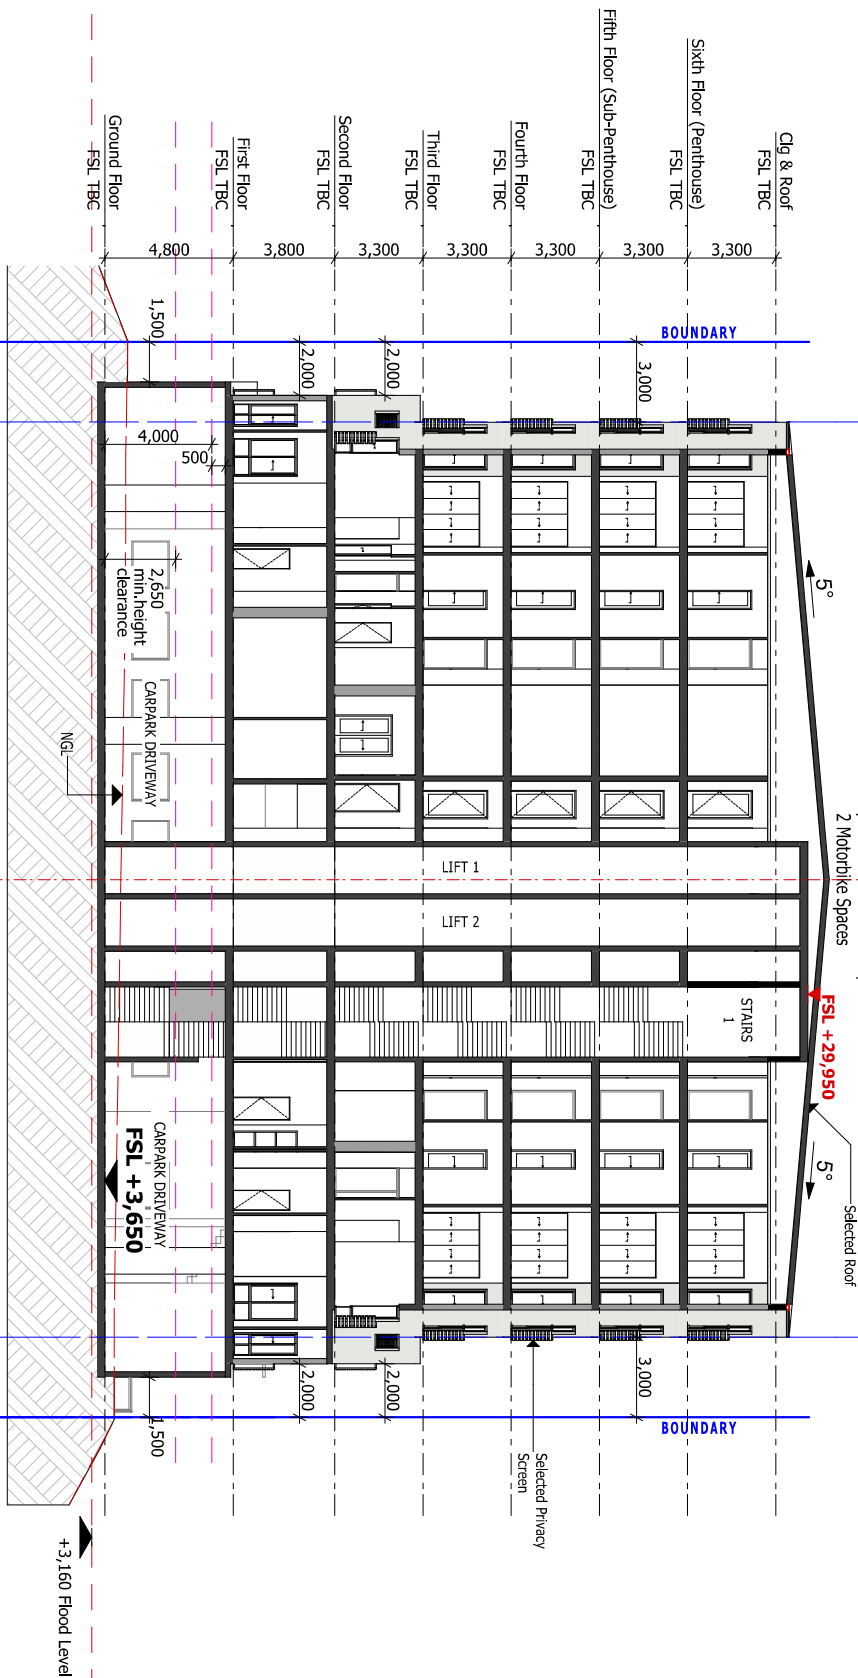 Clg & Roof
FSL TBC
Sixth Floor (Penthouse)
FSL TBC
Fifth Floor (Sub-Penthouse)
FSL TBC
Fourth Floor
FSL TBC
Third Floor
FSL TBC
Second Floor
FSL TBC
First Floor
FSL TBC
Ground Floor
FSL TBC
3,300
3,300
3,300
3,300
3,300
3,800
4,800
BOUNDARY
3,000
2,000
2,000
1,500
4,000
500
2,650
min.height
clearance
CARPARK DRIVEWAY
NGL
5°
2 Motorbike Spaces
LIFT 1
LIFT 2
STAIRS
1
FSL +29,950
5°
Selected Roof
CARPARK DRIVEWAY
FSL +3,650
3,000
2,000
2,000
1,500
BOUNDARY
Selected Privacy
Screen
+3,160 Flood Level